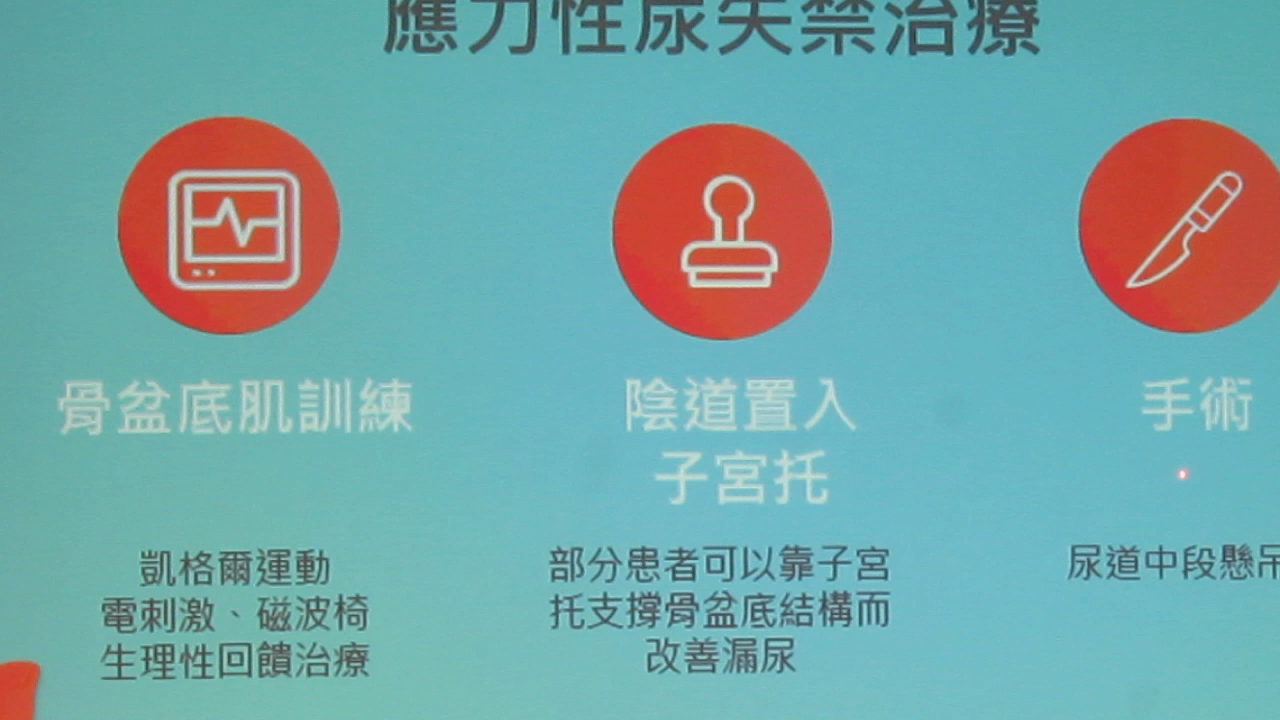 應力性尿失禁治療
骨盆底肌訓練
凱格爾運動
電刺激、磁波椅
生理性回饋治療
陰道置入
子宮托
部分患者可以靠子宮
托支撐骨盆底結構而
改善漏尿
手術
尿道中段懸吊